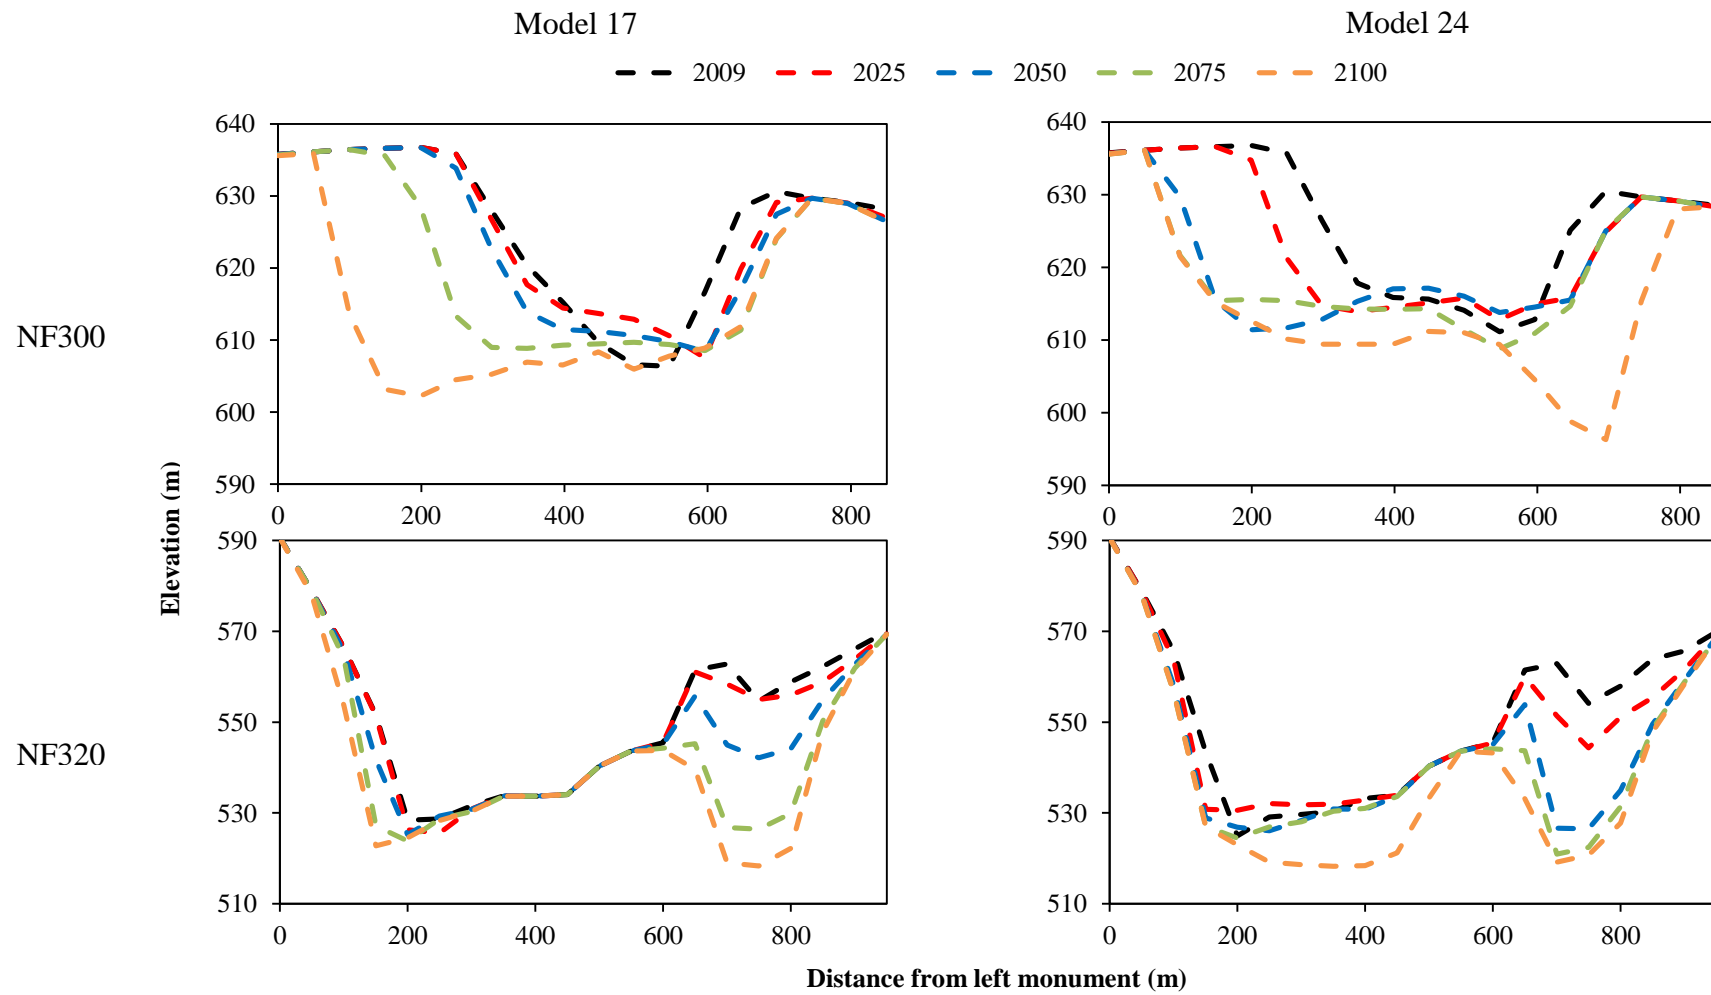 Model 17 Model 24
2009 2025 2050 2075 2100
640 640
630 630
620 620
NF300
610 610
600 600
590 590
0 200 400 600 800 0 200 400 600 800
Elevation (m)
590 590
570 570
550 550
NF320
530 530
510 510
0 200 400 600 800 0 200 400 600 800
Distance from left monument (m)